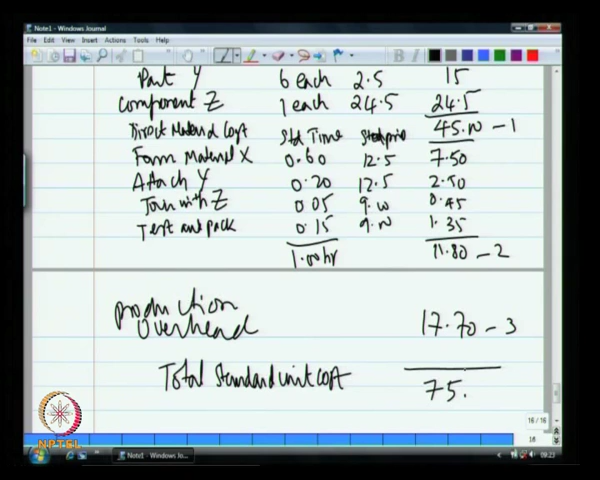 Note1 - Windows Journal
File Edit View Insert Actions Tools Help
Part Y 6 each 2.5 15
Component Z 1 each 24.5 24.5
Direct Material Cost 45.00 - 1
Std Time Std price
Form Material X 0.60 12.5 7.50
Attach Y 0.20 12.5 2.50
Join with Z 0.05 9.00 0.45
Test and pack 0.15 9.00 1.35
1.00 hr 11.80 - 2
Production Overhead 17.70 - 3
Total Standard unit cost 75.
16 / 16
18
NPTEL
Note1 - Windows Jo...
09:23